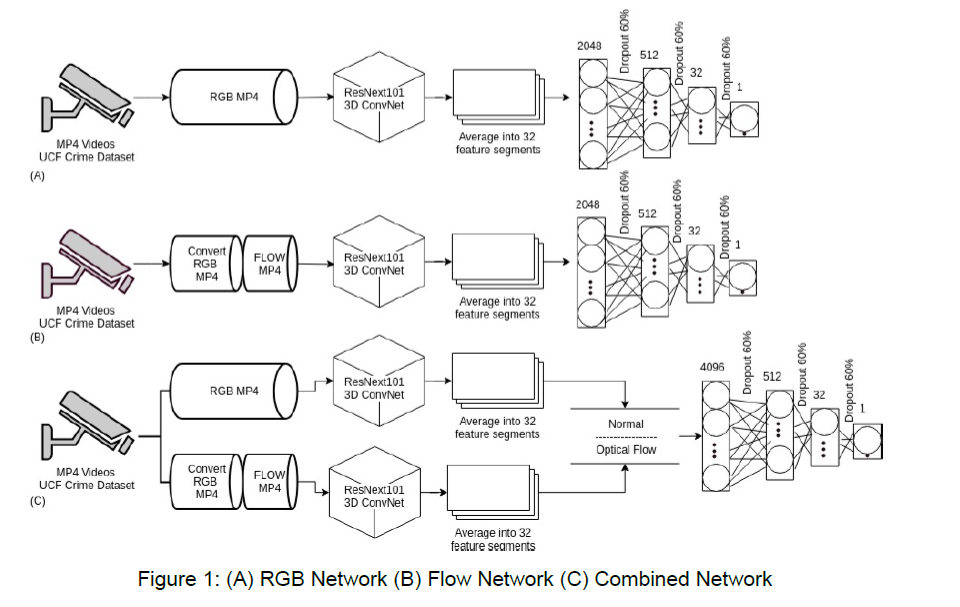 RGB MP4
ResNext101
3D ConvNet
Average into 32
feature segments
2048
Dropout 60%
512
Dropout 60%
32
Dropout 60%
1
MP4 Videos
UCF Crime Dataset
(A)
Convert
RGB
MP4
FLOW
MP4
ResNext101
3D ConvNet
Average into 32
feature segments
2048
Dropout 60%
512
Dropout 60%
32
Dropout 60%
1
MP4 Videos
UCF Crime Dataset
(B)
RGB MP4
ResNext101
3D ConvNet
Average into 32
feature segments
MP4 Videos
UCF Crime Dataset
(C)
Convert
RGB
MP4
FLOW
MP4
ResNext101
3D ConvNet
Average into 32
feature segments
Normal
Optical Flow
4096
Dropout 60%
512
Dropout 60%
32
Dropout 60%
1
Figure 1: (A) RGB Network (B) Flow Network (C) Combined Network